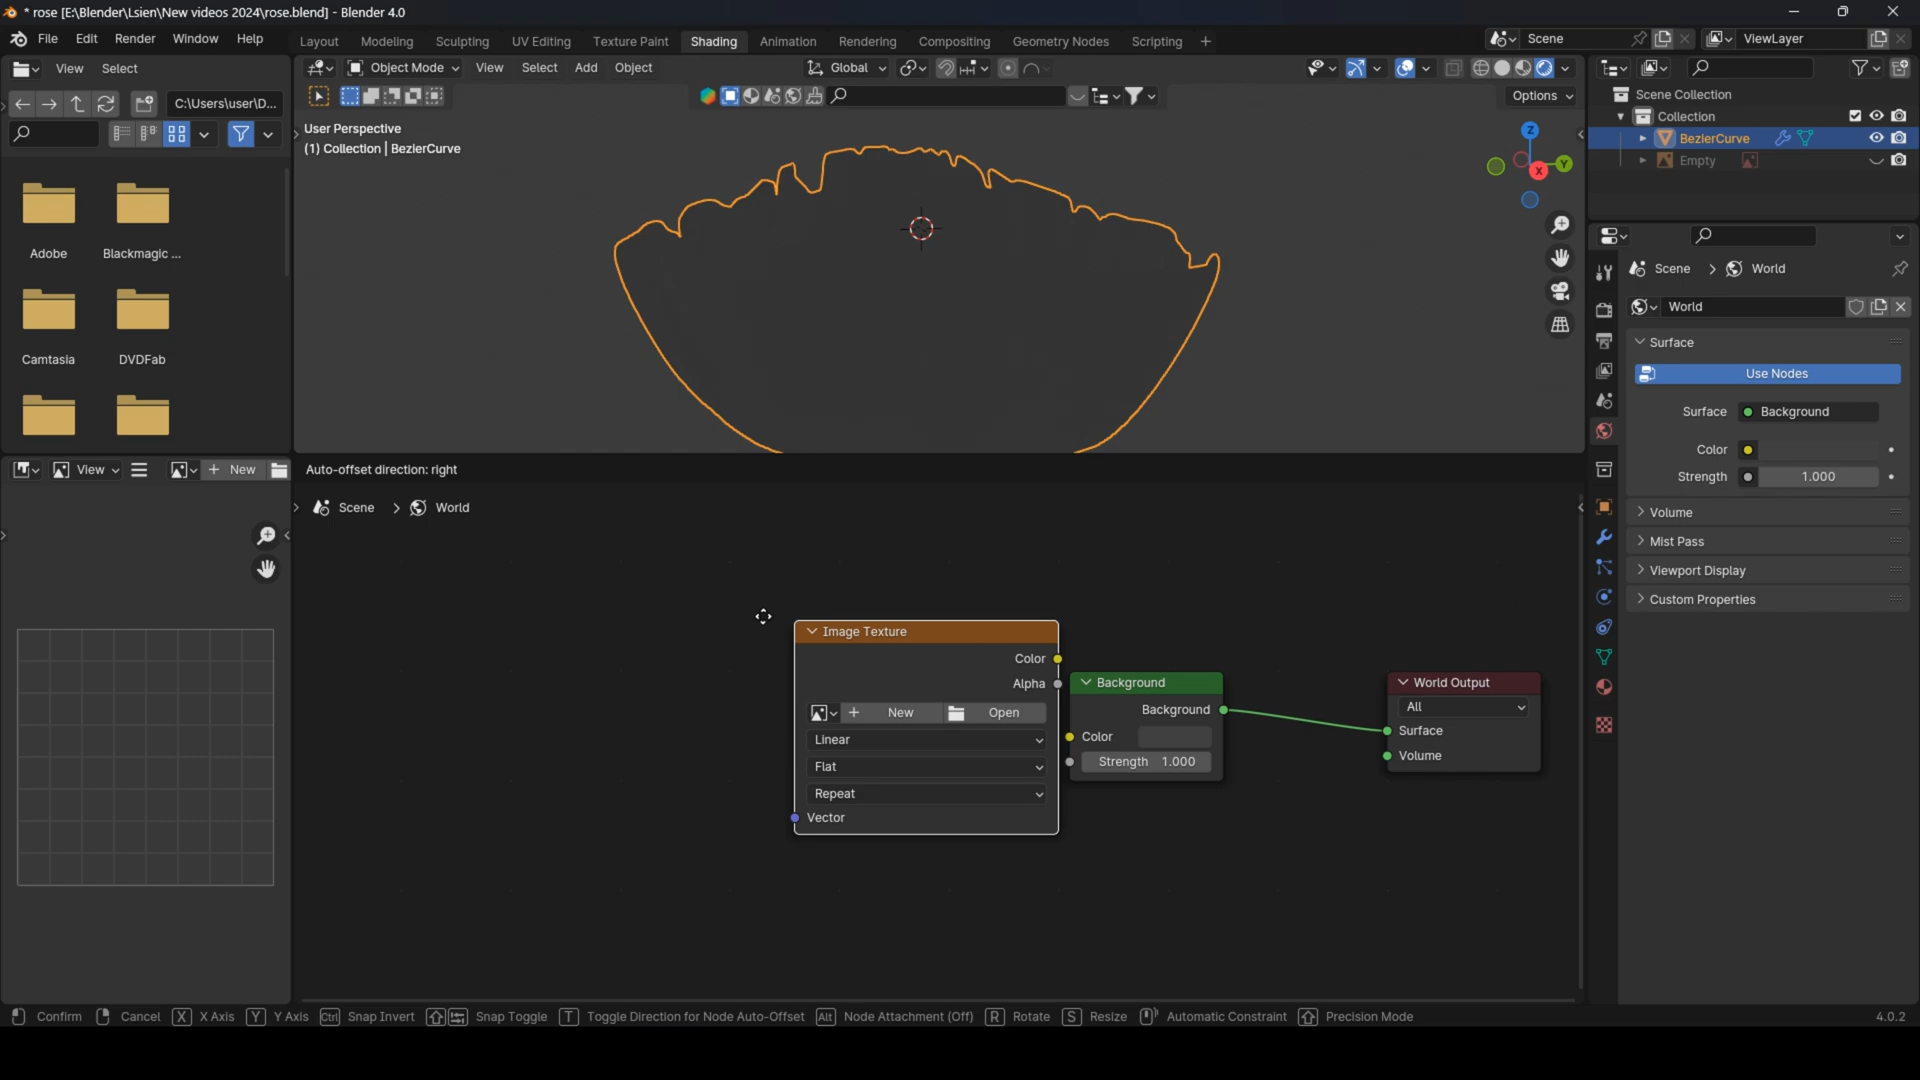 * rose [E:\Blender\Lsien\New videos 2024\rose.blend] - Blender 4.0
File Edit Render Window Help
Layout Modeling Sculpting UV Editing Texture Paint Shading Animation Rendering Compositing Geometry Nodes Scripting +
Scene
ViewLayer
View Select
Object Mode View Select Add Object
Global
C:\Users\user\D...
Options
User Perspective
(1) Collection | BezierCurve
Z
Y
X
Adobe
Blackmagic ...
Camtasia
DVDFab
Scene Collection
Collection
BezierCurve
Empty
Scene > World
World
Surface
Use Nodes
Surface Background
Color
Strength 1.000
Volume
Mist Pass
Viewport Display
Custom Properties
View
+ New
Auto-offset direction: right
Scene > World
Image Texture
Color
Alpha
+ New Open
Linear
Flat
Repeat
Vector
Background
Background
Color
Strength 1.000
World Output
All
Surface
Volume
Confirm Cancel X X Axis Y Y Axis Ctrl Snap Invert Snap Toggle T Toggle Direction for Node Auto-Offset Alt Node Attachment (Off) R Rotate S Resize Automatic Constraint Precision Mode
4.0.2